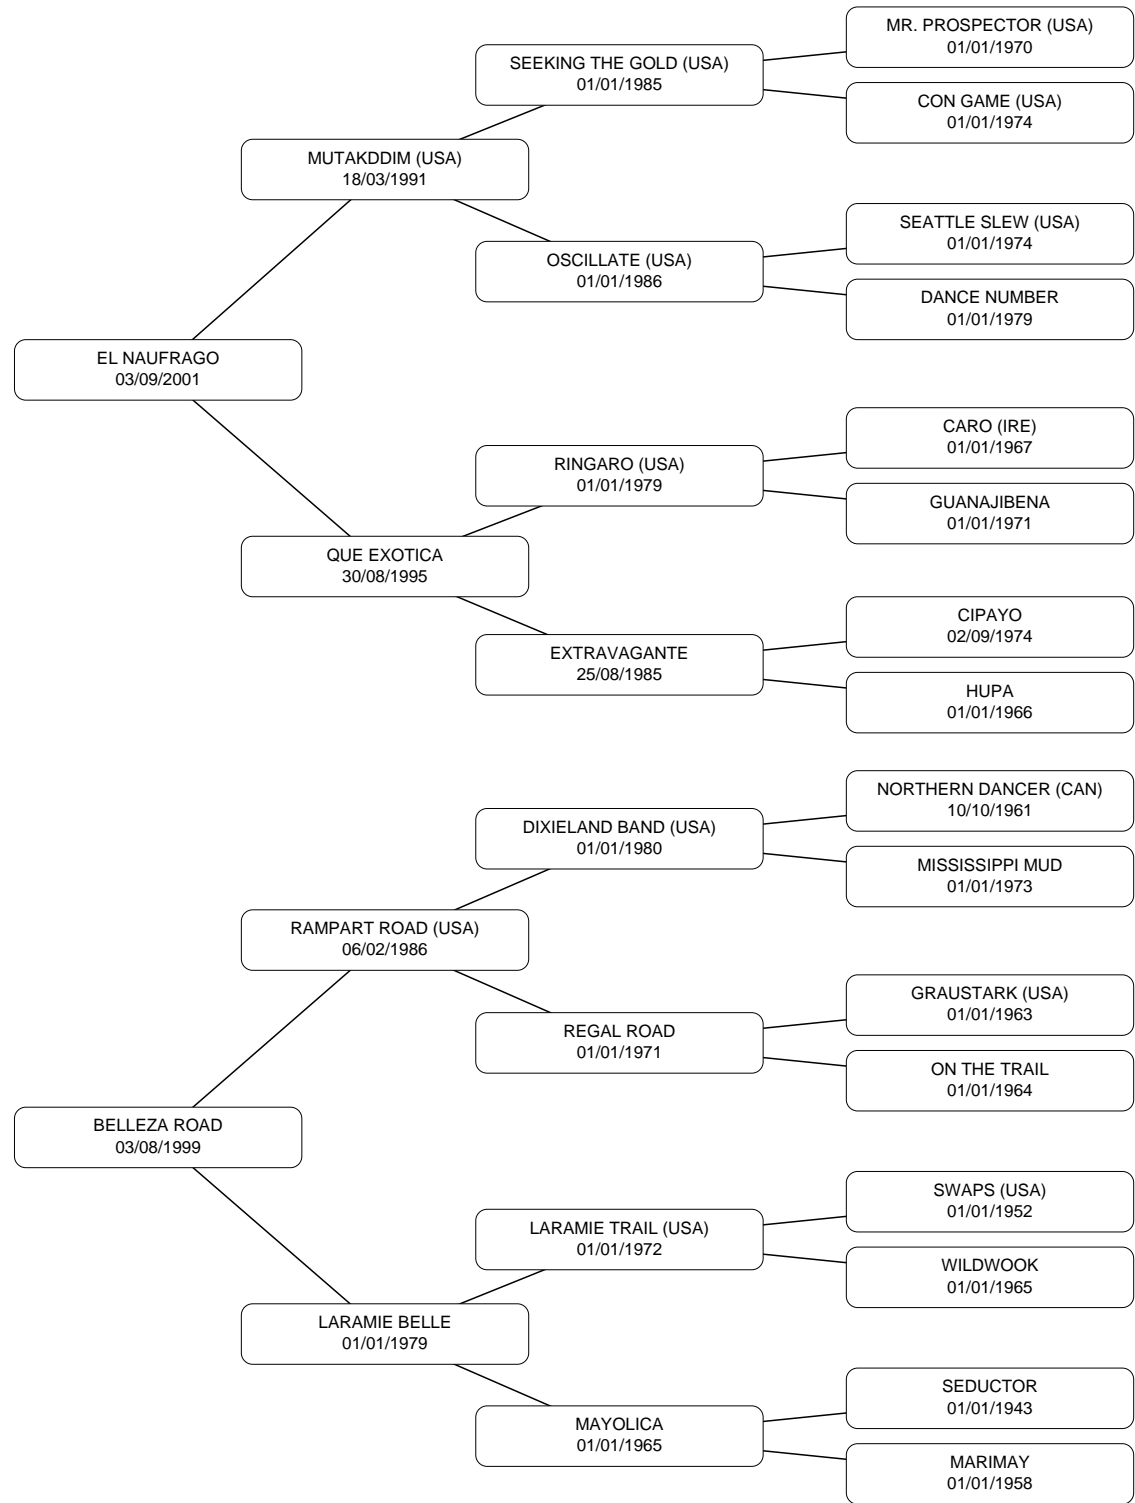 MR. PROSPECTOR (USA)
01/01/1970
SEEKING THE GOLD (USA)
01/01/1985
CON GAME (USA)
01/01/1974
MUTAKDDIM (USA)
18/03/1991
SEATTLE SLEW (USA)
01/01/1974
OSCILLATE (USA)
01/01/1986
DANCE NUMBER
01/01/1979
EL NAUFRAGO
03/09/2001
CARO (IRE)
01/01/1967
RINGARO (USA)
01/01/1979
GUANAJIBENA
01/01/1971
QUE EXOTICA
30/08/1995
CIPAYO
02/09/1974
EXTRAVAGANTE
25/08/1985
HUPA
01/01/1966
NORTHERN DANCER (CAN)
10/10/1961
DIXIELAND BAND (USA)
01/01/1980
MISSISSIPPI MUD
01/01/1973
RAMPART ROAD (USA)
06/02/1986
GRAUSTARK (USA)
01/01/1963
REGAL ROAD
01/01/1971
ON THE TRAIL
01/01/1964
BELLEZA ROAD
03/08/1999
SWAPS (USA)
01/01/1952
LARAMIE TRAIL (USA)
01/01/1972
WILDWOOK
01/01/1965
LARAMIE BELLE
01/01/1979
SEDUCTOR
01/01/1943
MAYOLICA
01/01/1965
MARIMAY
01/01/1958